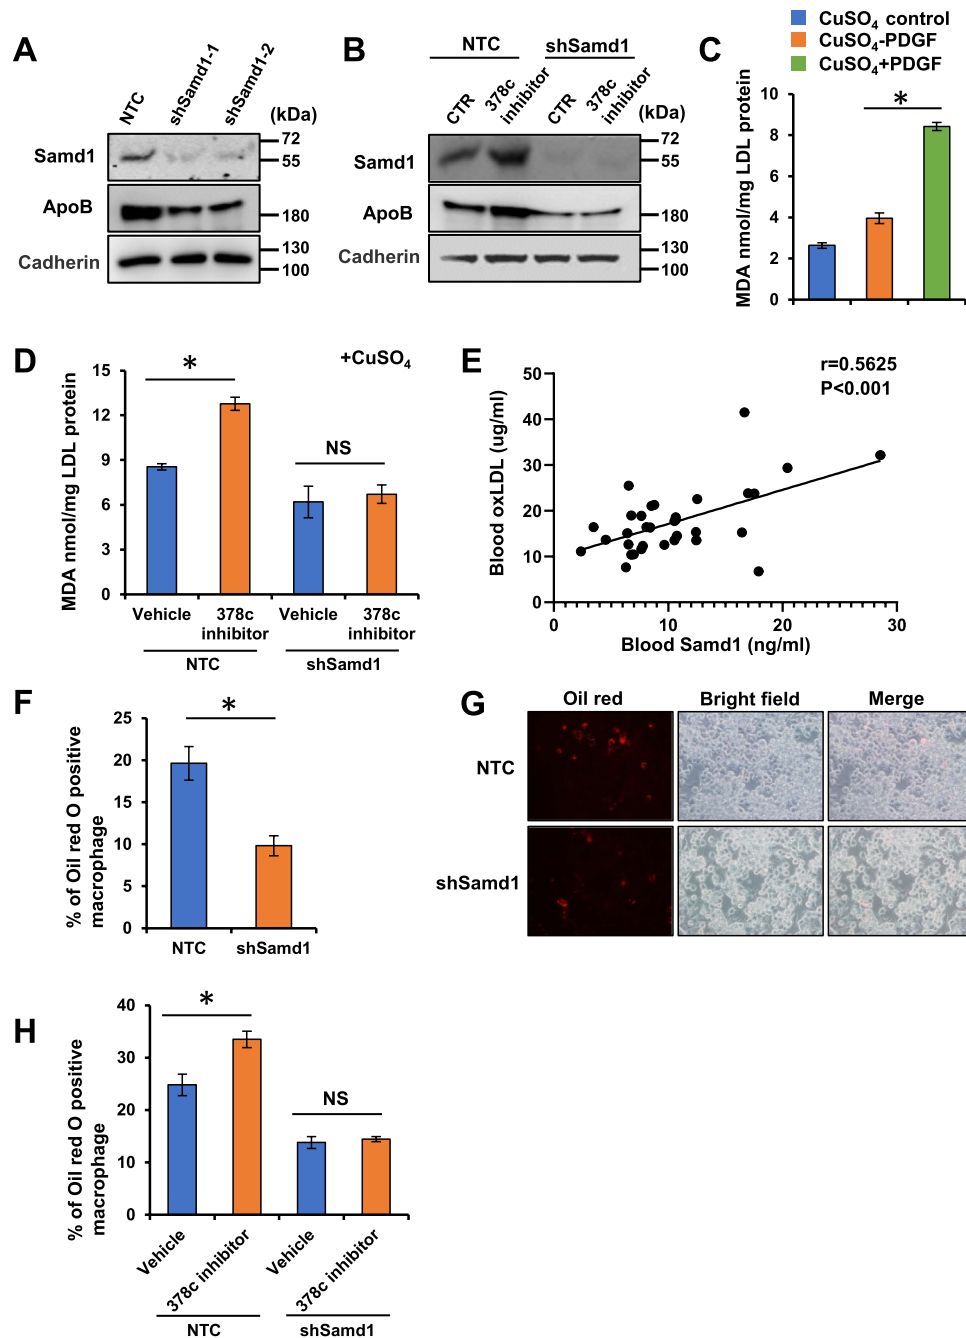 A
NTC
shSamd1-1
shSamd1-2
(kDa)
Samd1
72
55
ApoB
180
Cadherin
130
100
B
NTC
shSamd1
CTR
378c
inhibitor
CTR
378c
inhibitor
(kDa)
Samd1
72
55
ApoB
180
Cadherin
130
100
CuSO4 control
CuSO4-PDGF
CuSO4+PDGF
C
MDA nmol/mg LDL protein
10
8
6
4
2
0
*
D
+CuSO4
MDA nmol/mg LDL protein
15
12
9
6
3
0
*
NS
Vehicle
378c
inhibitor
Vehicle
378c
inhibitor
NTC
shSamd1
E
r=0.5625
P<0.001
Blood oxLDL (ug/ml)
50
40
30
20
10
0
0
10
20
30
Blood Samd1 (ng/ml)
F
% of Oil red O positive
macrophage
25
20
15
10
5
0
*
NTC
shSamd1
G
Oil red
Bright field
Merge
NTC
shSamd1
H
% of Oil red O positive
macrophage
40
30
20
10
0
*
NS
Vehicle
378c inhibitor
Vehicle
378c inhibitor
NTC
shSamd1